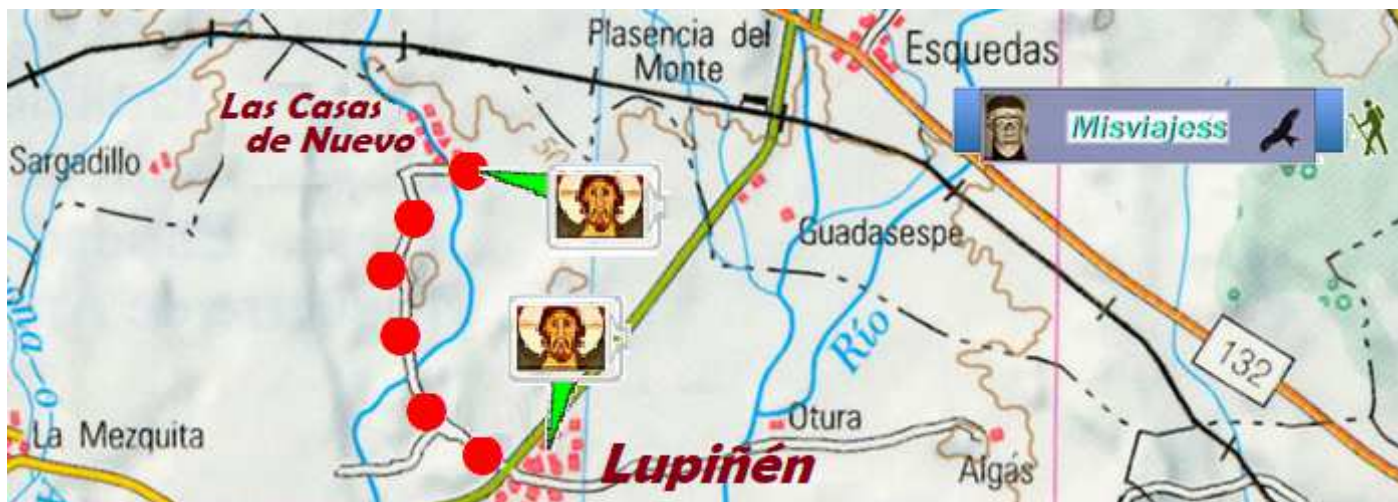 Plasencia del
Monte
Esquedas
Las Casas
de Nuevo
Misviajess
Sargadillo
Guadasespe
Río
132
La Mezquita
Otura
Lupiñén
Algás